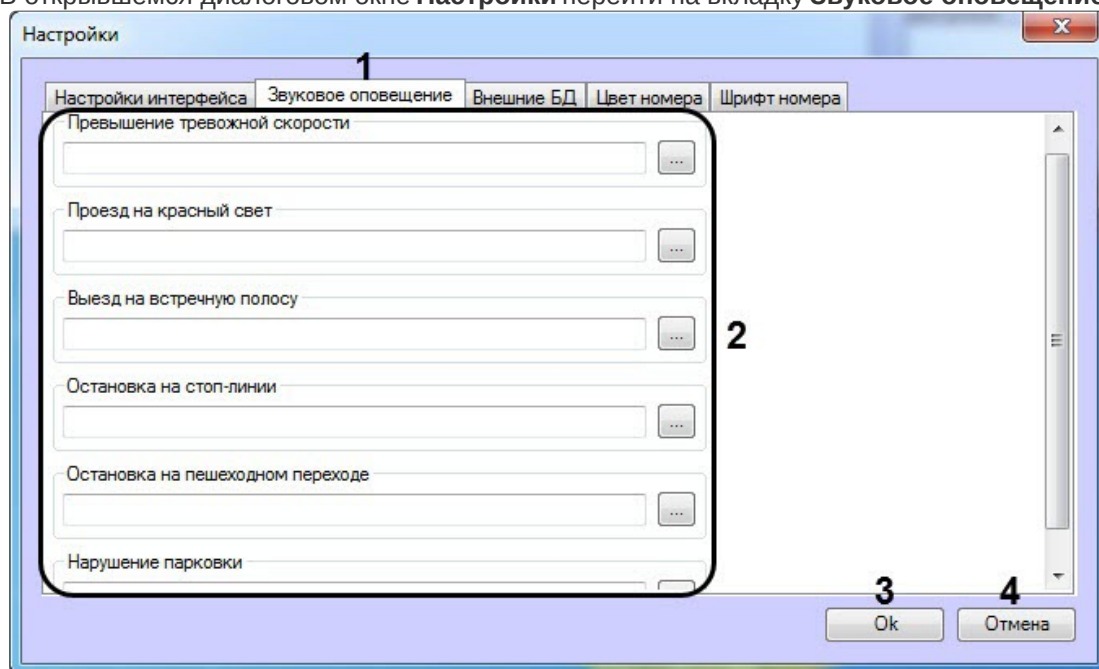 В открывшемся диалоговом окне Настройки перейти на вкладку Звуковое оповещение
Настройки
1
Настройки интерфейса Звуковое оповещение Внешние БД Цвет номера Шрифт номера
Превышение тревожной скорости
...
Проезд на красный свет
...
Выезд на встречную полосу
...
2
Остановка на стоп-линии
...
Остановка на пешеходном переходе
...
Нарушение парковки
3 4
Ok Отмена